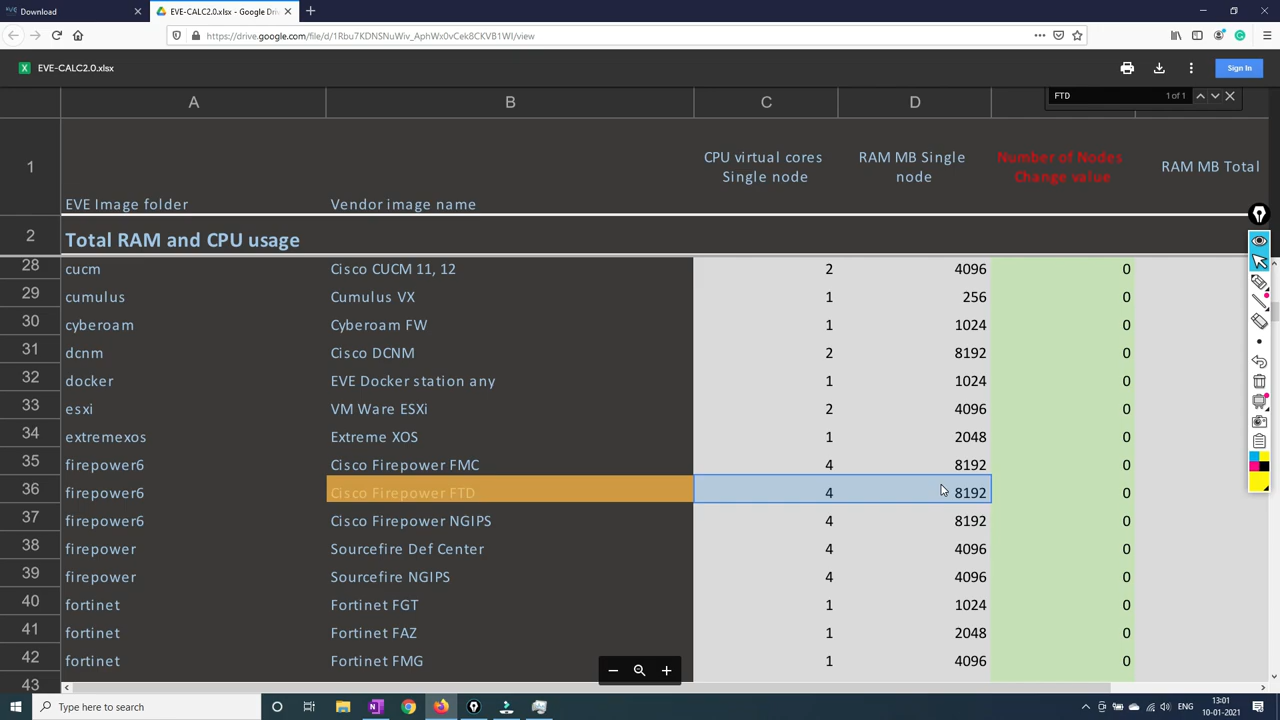 Download
EVE-CALC2.0.xlsx - Google Dri
https://drive.google.com/file/d/1Rbu7KDNSNuWiv_AphWx0vCek8CKVB1WI/view
EVE-CALC2.0.xlsx
Sign In
FTD 1 of 1
A B C D
1 EVE Image folder Vendor image name CPU virtual cores Single node RAM MB Single node Number of Nodes Change value RAM MB Total
2 Total RAM and CPU usage
28 cucm Cisco CUCM 11, 12 2 4096 0
29 cumulus Cumulus VX 1 256 0
30 cyberoam Cyberoam FW 1 1024 0
31 dcnm Cisco DCNM 2 8192 0
32 docker EVE Docker station any 1 1024 0
33 esxi VM Ware ESXi 2 4096 0
34 extremexos Extreme XOS 1 2048 0
35 firepower6 Cisco Firepower FMC 4 8192 0
36 firepower6 Cisco Firepower FTD 4 8192 0
37 firepower6 Cisco Firepower NGIPS 4 8192 0
38 firepower Sourcefire Def Center 4 4096 0
39 firepower Sourcefire NGIPS 4 4096 0
40 fortinet Fortinet FGT 1 1024 0
41 fortinet Fortinet FAZ 1 2048 0
42 fortinet Fortinet FMG 1 4096 0
43
Type here to search
ENG
13:01
10-01-2021